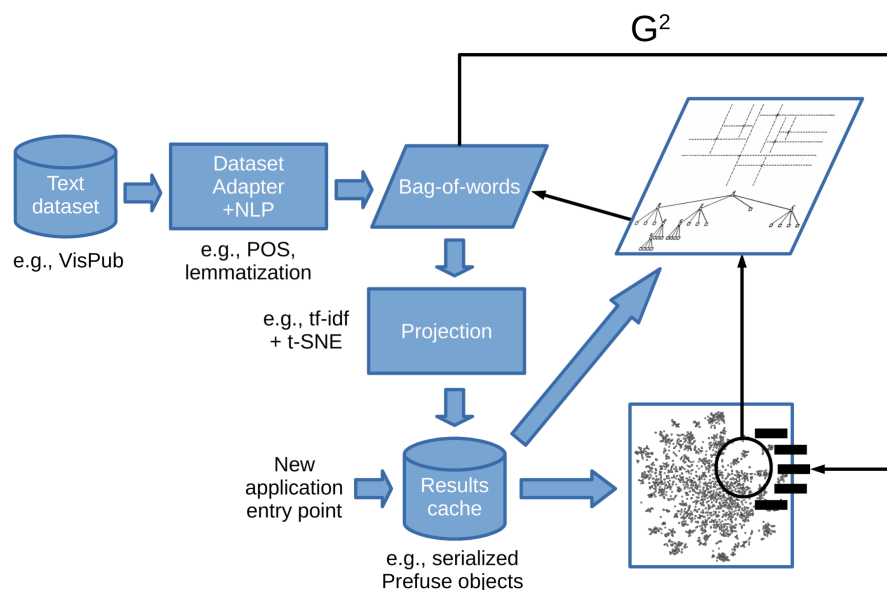 G²
Text
dataset
e.g., VisPub
Dataset
Adapter
+NLP
e.g., POS,
lemmatization
Bag-of-words
e.g., tf-idf
+ t-SNE
Projection
New
application
entry point
Results
cache
e.g., serialized
Prefuse objects